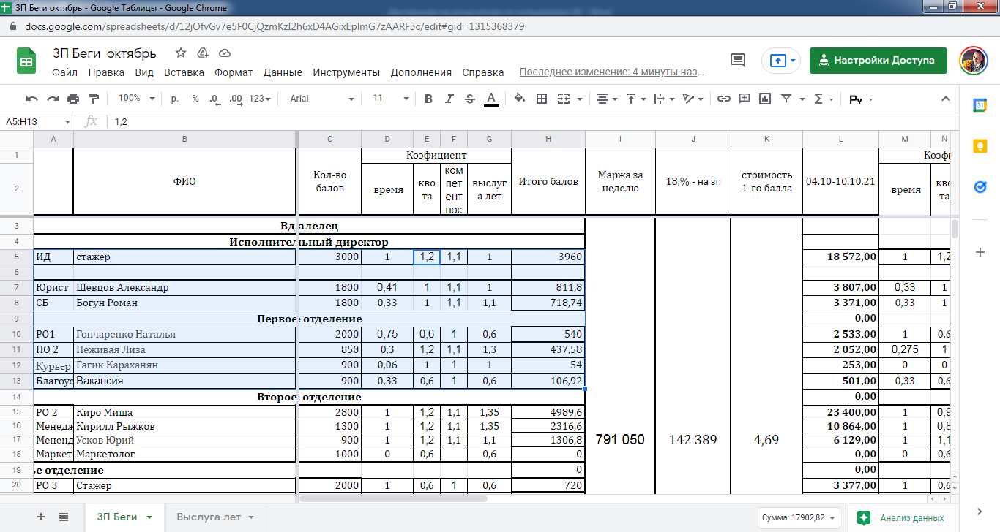 ЗП Беги октябрь - Google Таблицы - Google Chrome
docs.google.com/spreadsheets/d/12jOfvGv7e5F0CjQzmKzI2h6xD4AGixEplmG7zAARF3c/edit#gid=1315368379
ЗП Беги октябрь
Файл Правка Вид Вставка Формат Данные Инструменты Дополнения Справка Последнее изменение: 4 минуты наз…
Настройки Доступа
100% р. % .0 .00 123 Arial 11 B I S A Σ Ру
A5:H13 fx 1,2
31
A B C D E F G H I J K L M N
1 Коэфициент Коэфи
2 ФИО Кол-во балов время кво та ком пет ент нос выслуг а лет Итого балов Маржа за неделю 18,% - на зп стоимость 1-го балла 04.10-10.10.21 время кво та
3 Вдалелец
4 Исполнительный директор
5 ИД стажер 3000 1 1,2 1,1 1 3960 18 572,00 1 1,2
6
7 Юрист Шевцов Александр 1800 0,41 1 1,1 1 811,8 3 807,00 0,33 1
8 СБ Богун Роман 1800 0,33 1 1,1 1,1 718,74 3 371,00 0,33 1
9 Первое отделение 0,00
10 РО1 Гончаренко Наталья 2000 0,75 0,6 1 0,6 540 2 533,00 1 0,6
11 НО 2 Неживая Лиза 850 0,3 1,2 1,1 1,3 437,58 2 052,00 0,275 1
12 Курьер Гагик Караханян 900 0,06 1 1 1 54 253,00 0 0
13 Благоус Вакансия 900 0,33 0,6 1 0,6 106,92 501,00 0,33 0,6
14 Второе отделение 0,00
15 РО 2 Киро Миша 2800 1 1,2 1,1 1,35 4989,6 23 400,00 1 0,9
16 Менедж Кирилл Рыжков 1300 1 1,2 1,1 1,35 2316,6 10 864,00 1 0,8
17 Мененд Усков Юрий 900 1 1,2 1,1 1,1 1306,8 791 050 142 389 4,69 6 129,00 1 1,1
18 Маркет Маркетолог 1000 0 0,6 0,6 0 0,00 0 0,6
19 ье отделение 0 0,00
20 РО 3 Стажер 2000 1 0,6 1 0,6 720 3 377,00 1 0,6
ЗП Беги Выслуга лет Сумма: 17902,82 Анализ данных